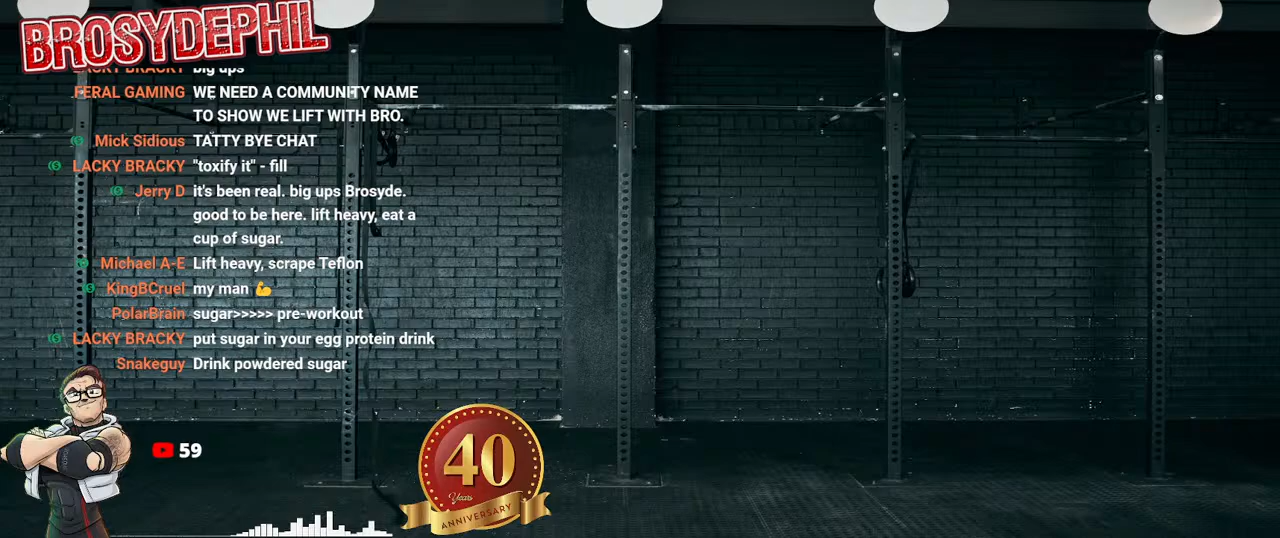 BROSYDEPHIL
LACKY BRACKY big ups
FERAL GAMING WE NEED A COMMUNITY NAME
TO SHOW WE LIFT WITH BRO.
Mick Sidious TATTY BYE CHAT
LACKY BRACKY "toxify it" - fill
Jerry D it's been real. big ups Brosyde.
good to be here. lift heavy, eat a
cup of sugar.
Michael A-E Lift heavy, scrape Teflon
KingBCruel my man 💪
PolarBrain sugar>>>>> pre-workout
LACKY BRACKY put sugar in your egg protein drink
Snakeguy Drink powdered sugar
59
40
Years
ANNIVERSARY